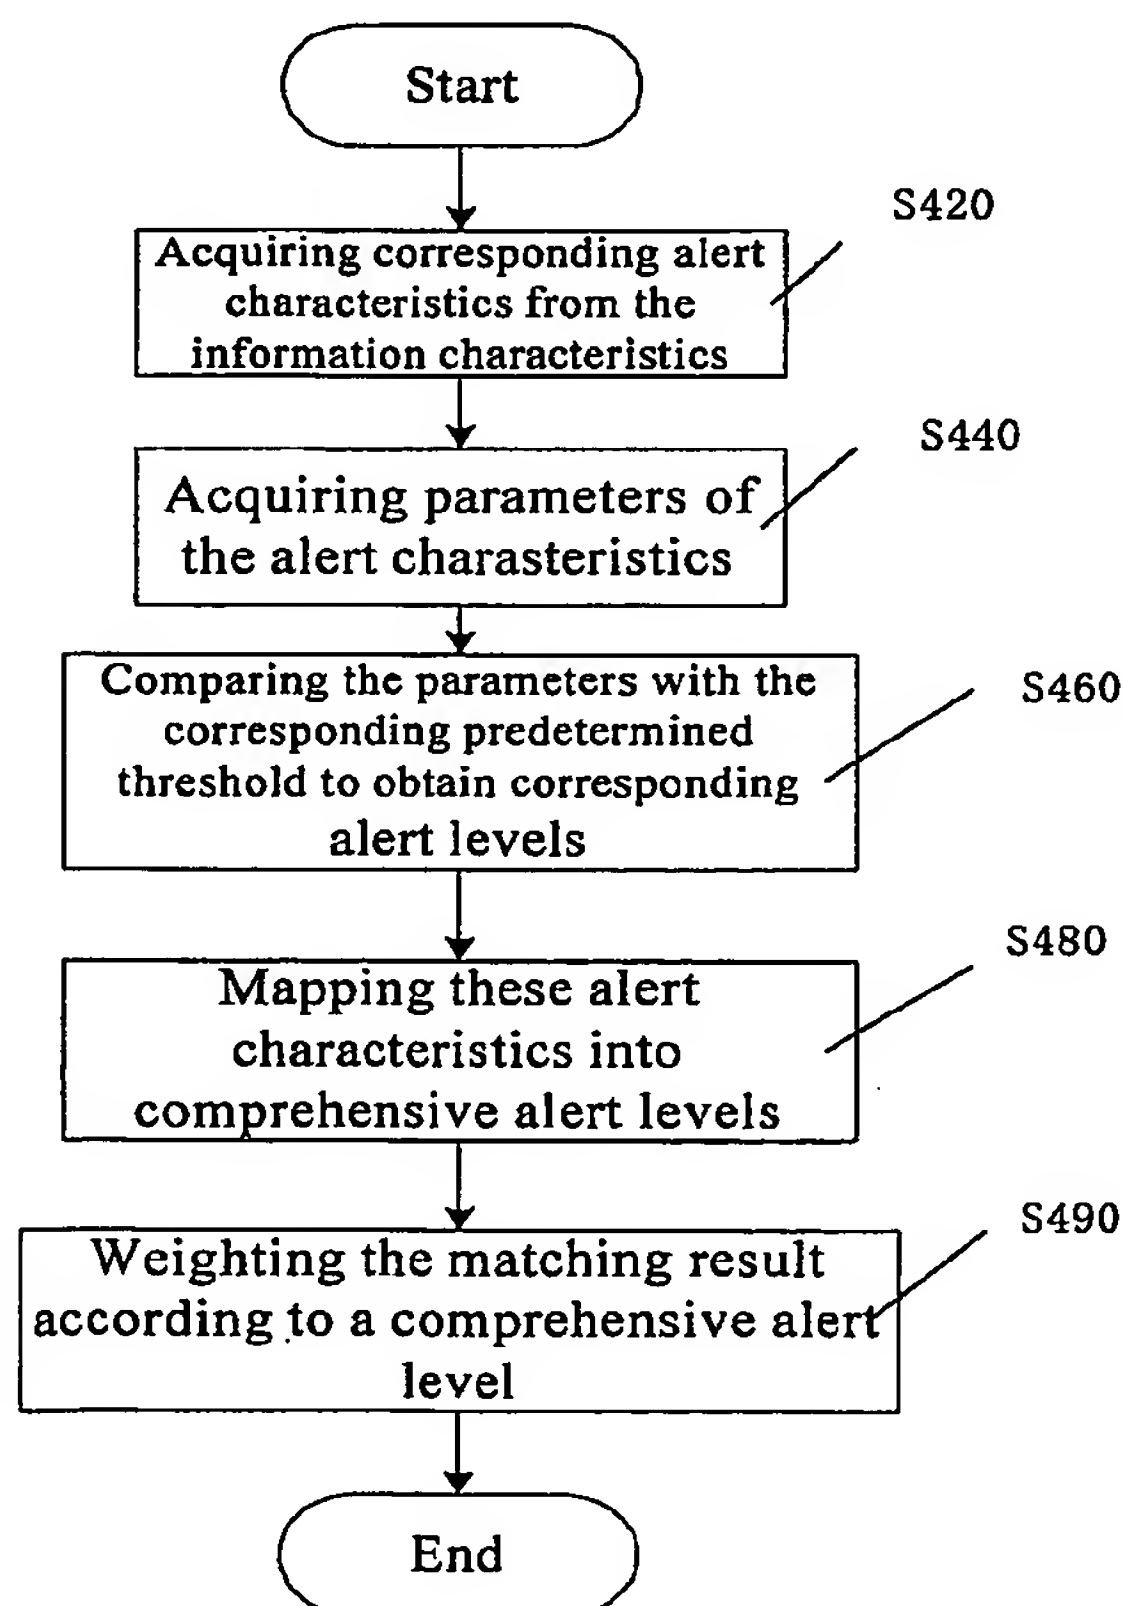 Start
S420
Acquiring corresponding alert
characteristics from the
information characteristics
S440
Acquiring parameters of
the alert charasteristics
S460
Comparing the parameters with the
corresponding predetermined
threshold to obtain corresponding
alert levels
S480
Mapping these alert
characteristics into
comprehensive alert levels
S490
Weighting the matching result
according to a comprehensive alert
level
End